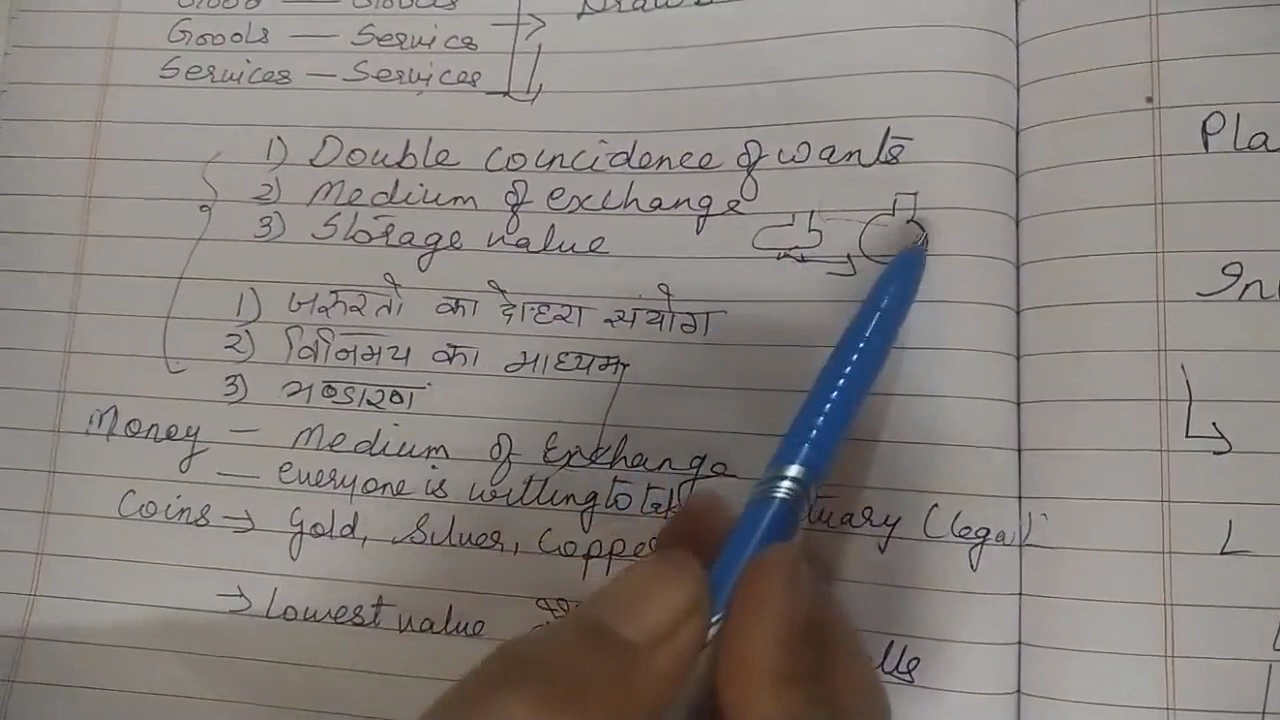 Goods — Service
Services — Services
1) Double coincidence of wants
2) Medium of exchange
3) Storage value
1) जरुरतो का दोहरा संयोग
2) विनिमय का माध्यम
3) भण्डारण
Money — Medium of Exchange
— everyone is willing to
Coins → Gold, Silver, Copper (legal)
→ lowest value
Pla
In
L